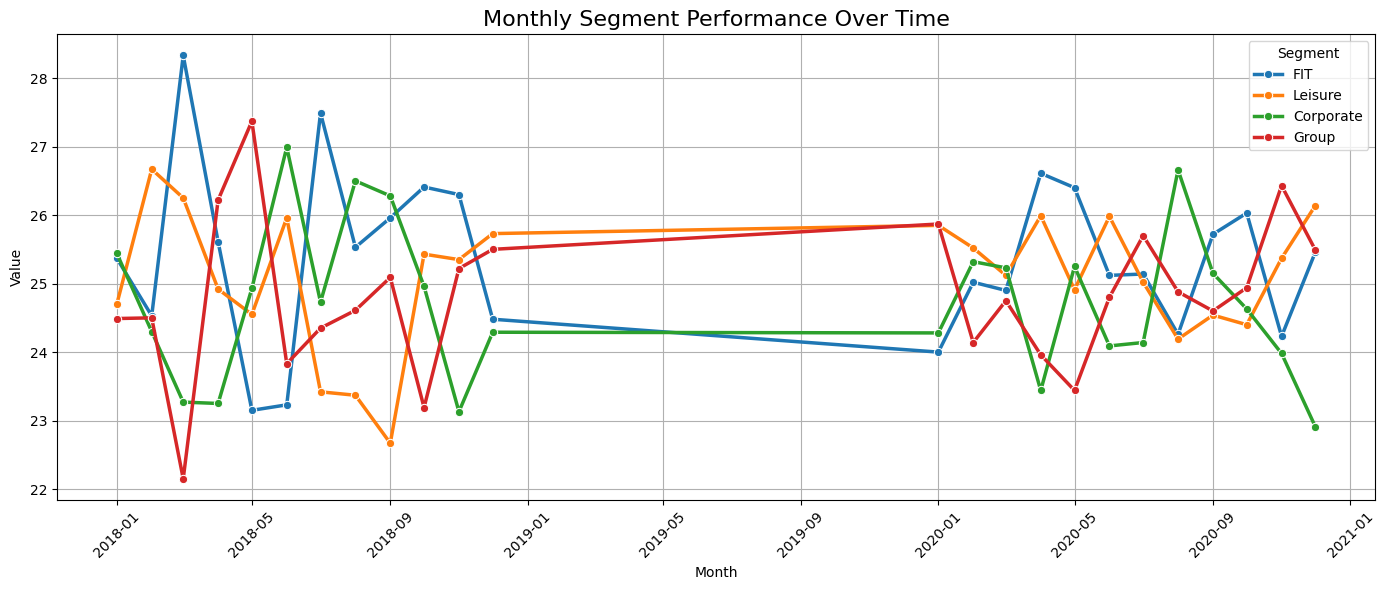 Monthly Segment Performance Over Time
Segment
FIT
Leisure
Corporate
Group
Value
28
27
26
25
24
23
22
2018-01
2018-05
2018-09
2019-01
2019-05
2019-09
2020-01
2020-05
2020-09
2021-01
Month